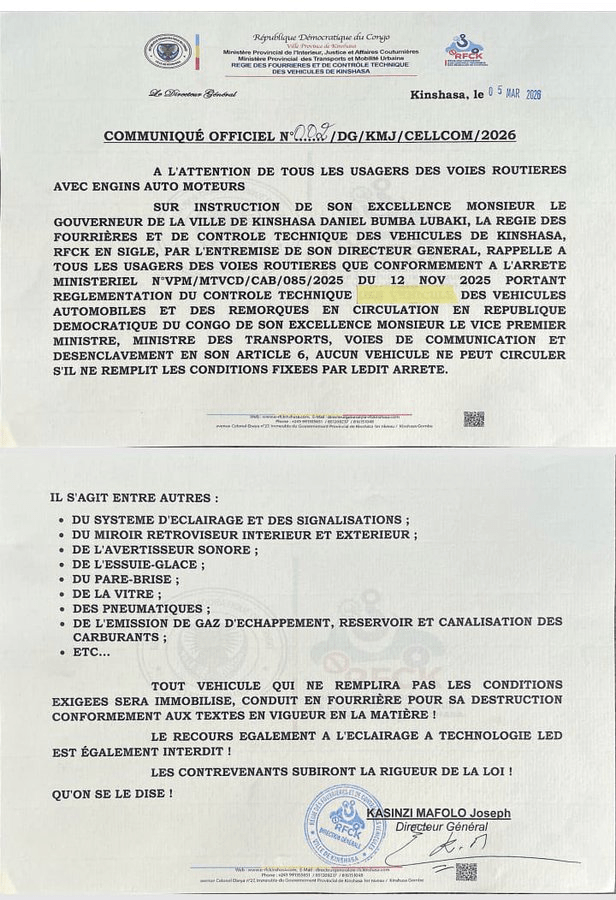 République Démocratique du Congo
Ville Province de Kinshasa
Ministère Provincial de l'Interieur, Justice et Affaires Coutumières
Ministère Provincial des Transports et Mobilité Urbaine
REGIE DES FOURRIERES ET DE CONTRÔLE TECHNIQUE
DES VEHICULES DE KINSHASA
RFCK
Le Directeur Général
Kinshasa, le 05 MAR 2026
COMMUNIQUÉ OFFICIEL N°002/DG/KMJ/CELLCOM/2026
A L'ATTENTION DE TOUS LES USAGERS DES VOIES ROUTIERES
AVEC ENGINS AUTO MOTEURS
SUR INSTRUCTION DE SON EXCELLENCE MONSIEUR LE
GOUVERNEUR DE LA VILLE DE KINSHASA DANIEL BUMBA LUBAKI, LA REGIE DES
FOURRIÈRES ET DE CONTROLE TECHNIQUE DES VEHICULES DE KINSHASA,
RFCK EN SIGLE, PAR L'ENTREMISE DE SON DIRECTEUR GENERAL, RAPPELLE A
TOUS LES USAGERS DES VOIES ROUTIERES QUE CONFORMEMENT A L'ARRETE
MINISTERIEL N°VPM/MTVCD/CAB/085/2025 DU 12 NOV 2025 PORTANT
REGLEMENTATION DU CONTROLE TECHNIQUE DES VEHICULES
AUTOMOBILES ET DES REMORQUES EN CIRCULATION EN REPUBLIQUE
DEMOCRATIQUE DU CONGO DE SON EXCELLENCE MONSIEUR LE VICE PREMIER
MINISTRE, MINISTRE DES TRANSPORTS, VOIES DE COMMUNICATION ET
DESENCLAVEMENT EN SON ARTICLE 6, AUCUN VEHICULE NE PEUT CIRCULER
S'IL NE REMPLIT LES CONDITIONS FIXEES PAR LEDIT ARRETE.
IL S'AGIT ENTRE AUTRES :
• DU SYSTEME D'ECLAIRAGE ET DES SIGNALISATIONS ;
• DU MIROIR RETROVISEUR INTERIEUR ET EXTERIEUR ;
• DE L'AVERTISSEUR SONORE ;
• DE L'ESSUIE-GLACE ;
• DU PARE-BRISE ;
• DE LA VITRE ;
• DES PNEUMATIQUES ;
• DE L'EMISSION DE GAZ D'ECHAPPEMENT, RESERVOIR ET CANALISATION DES
CARBURANTS ;
• ETC...
TOUT VEHICULE QUI NE REMPLIRA PAS LES CONDITIONS
EXIGEES SERA IMMOBILISE, CONDUIT EN FOURRIÈRE POUR SA DESTRUCTION
CONFORMEMENT AUX TEXTES EN VIGUEUR EN LA MATIÈRE !
LE RECOURS EGALEMENT A L'ECLAIRAGE A TECHNOLOGIE LED
EST ÉGALEMENT INTERDIT !
LES CONTREVENANTS SUBIRONT LA RIGUEUR DE LA LOI !
QU'ON SE LE DISE !
KASINZI MAFOLO Joseph
Directeur Général
RFCK
DIRECTEUR GÉNÉRAL
VILLE DE KINSHASA